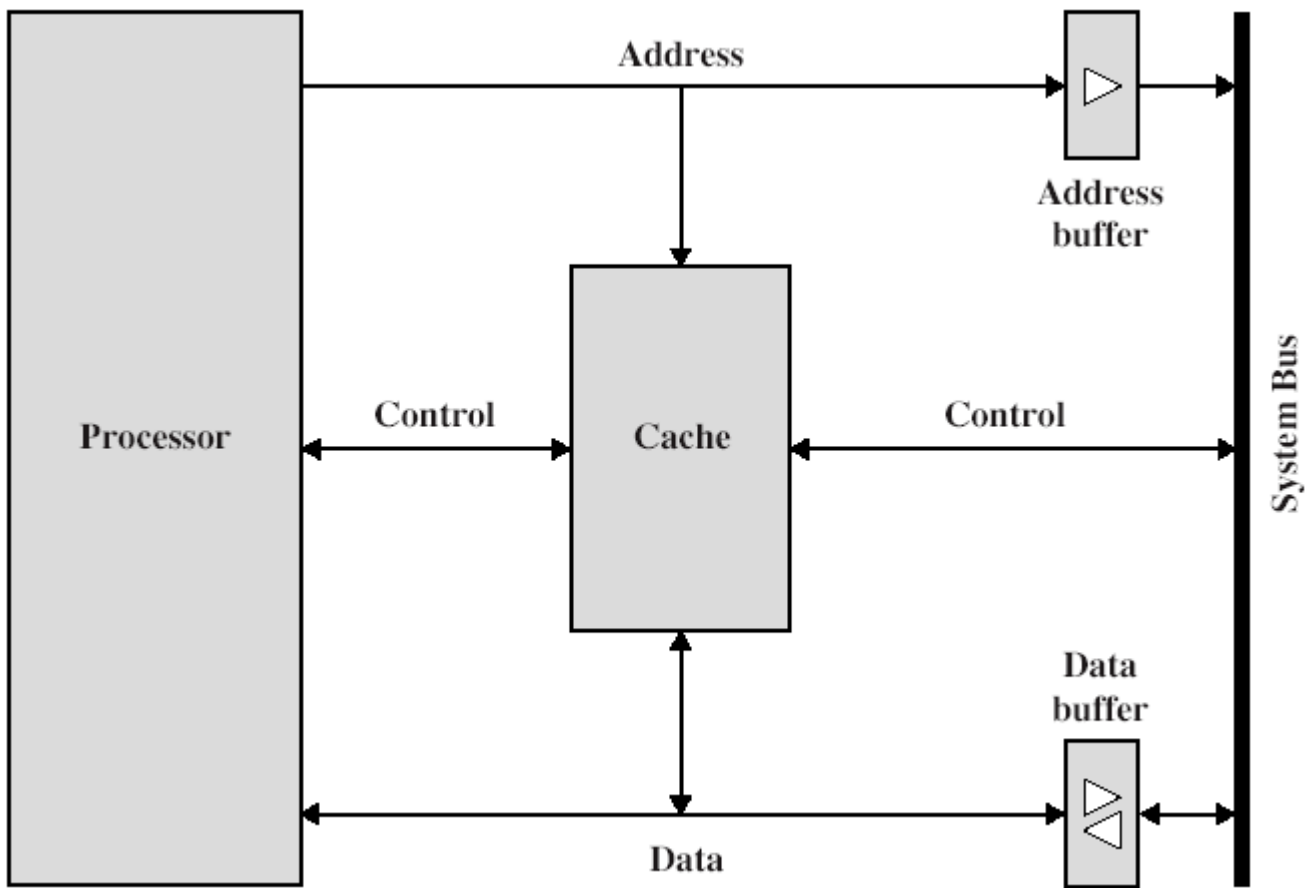 Address
Address
buffer
Processor
Control
Cache
Control
System Bus
Data
buffer
Data